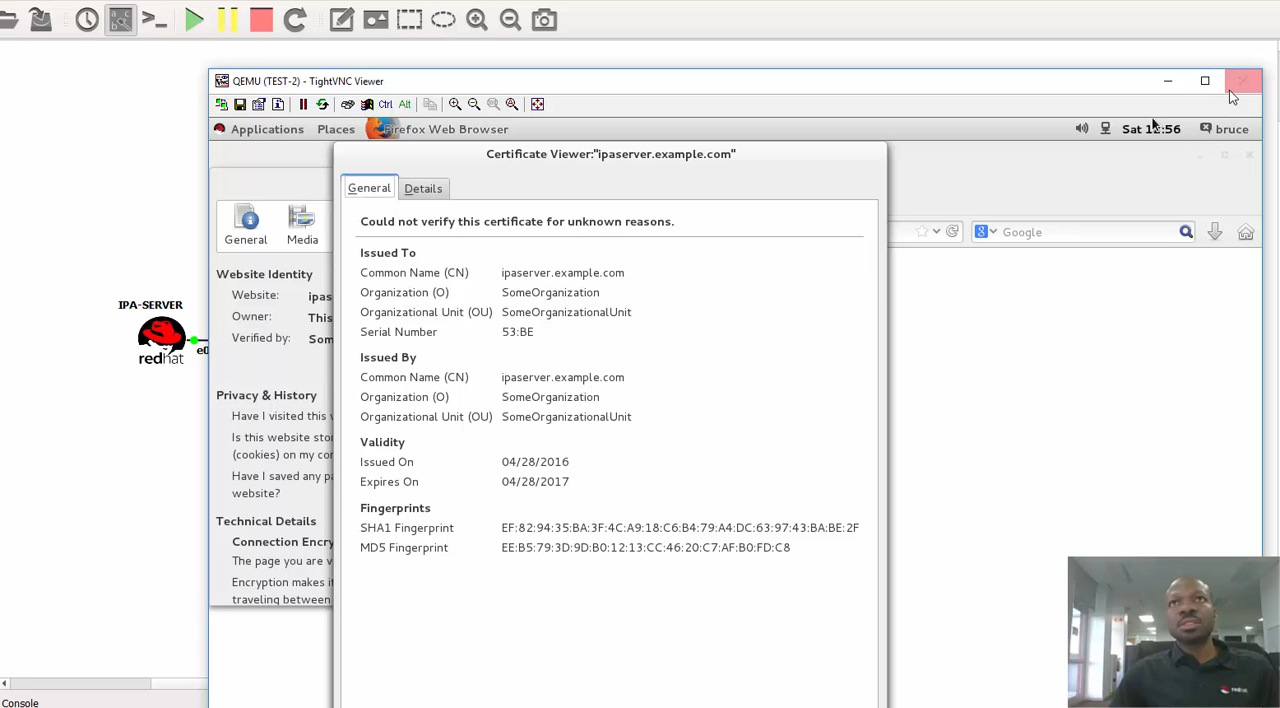 QEMU (TEST-2) - TightVNC Viewer
Ctrl Alt
Applications Places Firefox Web Browser
bruce
Certificate Viewer:"ipaserver.example.com"
General Details
Google
Could not verify this certificate for unknown reasons.
General Media
Issued To
Common Name (CN) ipaserver.example.com
Organization (O) SomeOrganization
Organizational Unit (OU) SomeOrganizationalUnit
Serial Number 53:BE
Issued By
Common Name (CN) ipaserver.example.com
Organization (O) SomeOrganization
Organizational Unit (OU) SomeOrganizationalUnit
Validity
Issued On 04/28/2016
Expires On 04/28/2017
Fingerprints
SHA1 Fingerprint EF:82:94:35:BA:3F:4C:A9:18:C6:B4:79:A4:DC:63:97:43:BA:BE:2F
MD5 Fingerprint EE:B5:79:3D:9D:B0:12:13:CC:46:20:C7:AF:B0:FD:C8
Website Identity
Website: ipas
Owner: This
Verified by: Som
Privacy & History
Have I visited this
Is this website sto
(cookies) on my co
Have I saved any pa
website?
Technical Details
Connection Encry
The page you are v
Encryption makes i
traveling between
IPA-SERVER
redhat
e0
Console
redhat